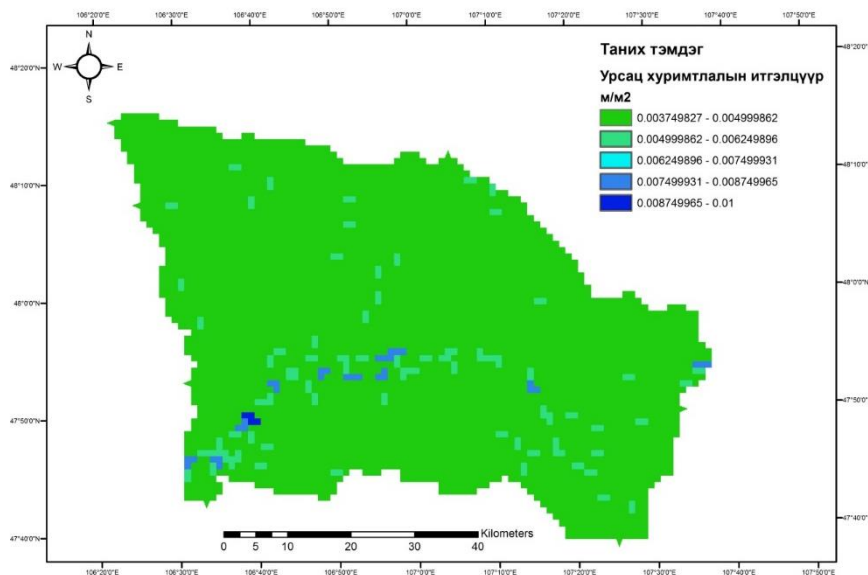 106°20'0"E 106°30'0"E 106°40'0"E 106°50'0"E 107°0'0"E 107°10'0"E 107°20'0"E 107°30'0"E 107°40'0"E 107°50'0"E
N
W E
S
48°20'0"N
48°20'0"N
Таних тэмдэг
Урсац хуримтлалын итгэлцүүр
м/м2
0.003749827 - 0.004999862
0.004999862 - 0.006249896
0.006249896 - 0.007499931
0.007499931 - 0.008749965
0.008749965 - 0.01
48°10'0"N
48°10'0"N
48°0'0"N
48°0'0"N
47°50'0"N
47°50'0"N
47°40'0"N
47°40'0"N
Kilometers
0 5 10 20 30 40
106°20'0"E 106°30'0"E 106°40'0"E 106°50'0"E 107°0'0"E 107°10'0"E 107°20'0"E 107°30'0"E 107°40'0"E 107°50'0"E